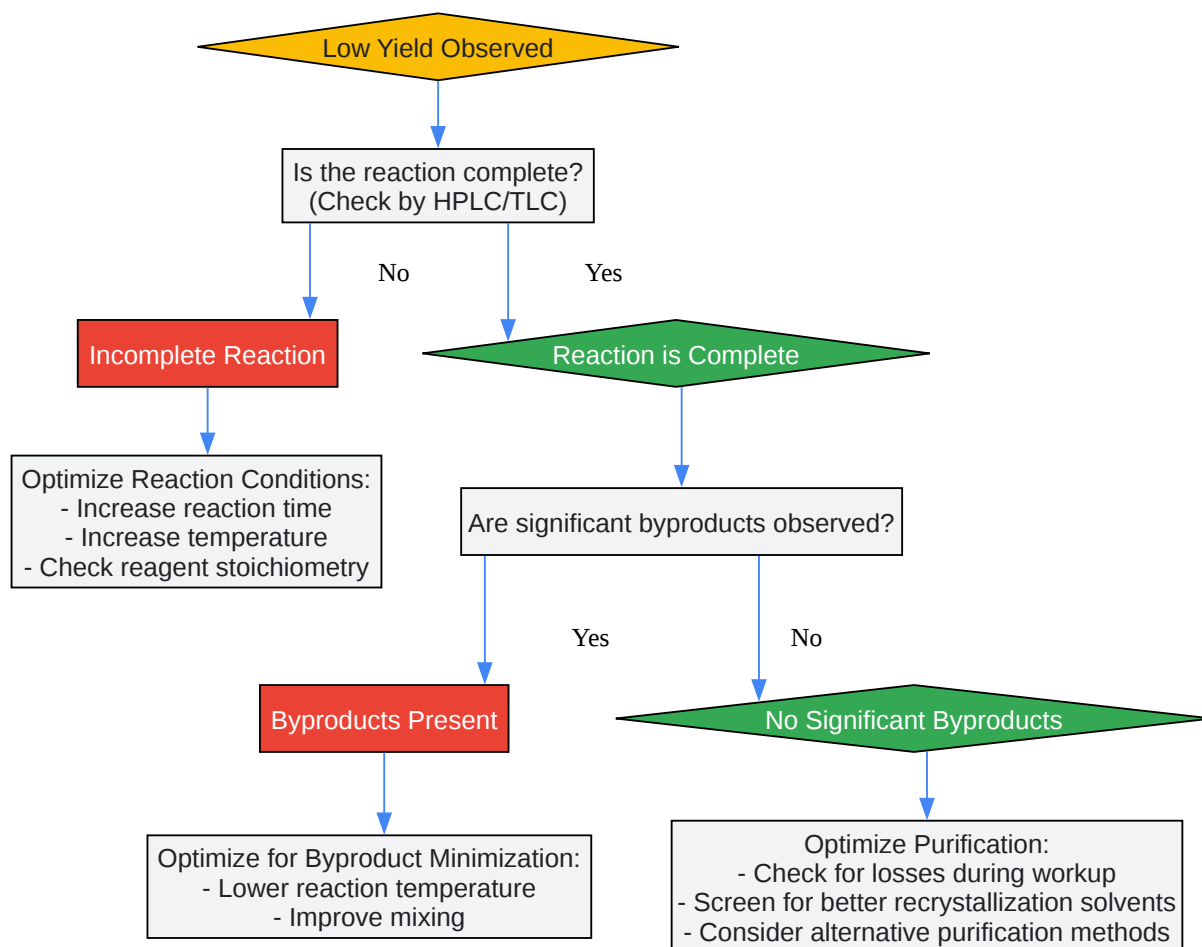 Low Yield Observed
Is the reaction complete?
(Check by HPLC/TLC)
No
Yes
Incomplete Reaction
Reaction is Complete
Optimize Reaction Conditions:
- Increase reaction time
- Increase temperature
- Check reagent stoichiometry
Are significant byproducts observed?
Yes
No
Byproducts Present
No Significant Byproducts
Optimize for Byproduct Minimization:
- Lower reaction temperature
- Improve mixing
Optimize Purification:
- Check for losses during workup
- Screen for better recrystallization solvents
- Consider alternative purification methods